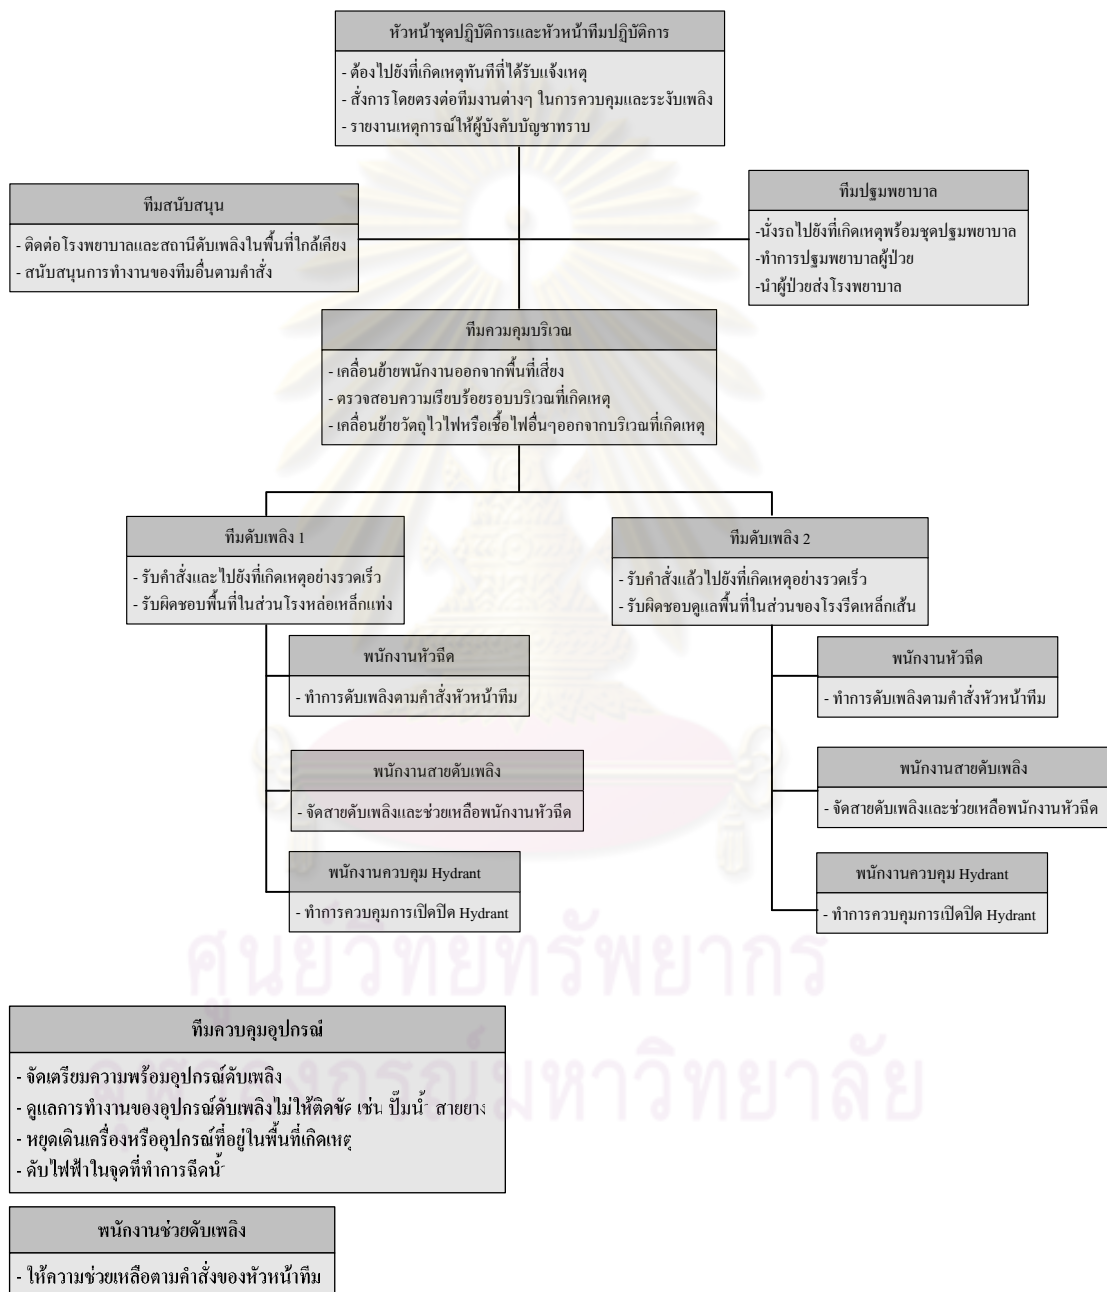 หัวหน้าชุดปฏิบัติการและหัวหน้าทีมปฏิบัติการ
- ต้องไปยังที่เกิดเหตุทันทีที่ได้รับแจ้งเหตุ
- สั่งการโดยตรงต่อทีมงานต่างๆ ในการควบคุมและระงับเพลิง
- รายงานเหตุการณ์ให้ผู้บังคับบัญชาทราบ
ทีมสนับสนุน
- ติดต่อโรงพยาบาลและสถานีดับเพลิงในพื้นที่ใกล้เคียง
- สนับสนุนการทำงานของทีมอื่นตามคำสั่ง
ทีมปฐมพยาบาล
-นั่งรถไปยังที่เกิดเหตุพร้อมชุดปฐมพยาบาล
-ทำการปฐมพยาบาลผู้ป่วย
-นำผู้ป่วยส่งโรงพยาบาล
ทีมควมคุมบริเวณ
- เคลื่อนย้ายพนักงานออกจากพื้นที่เสี่ยง
- ตรวจสอบความเรียบร้อยรอบบริเวณที่เกิดเหตุ
- เคลื่อนย้ายวัตถุไวไฟหรือเชื้อไฟอื่นๆออกจากบริเวณที่เกิดเหตุ
ทีมดับเพลิง 1
- รับคำสั่งและไปยังที่เกิดเหตุอย่างรวดเร็ว
- รับผิดชอบพื้นที่ในส่วนโรงหล่อเหล็กแท่ง
พนักงานหัวฉีด
- ทำการดับเพลิงตามคำสั่งหัวหน้าทีม
พนักงานสายดับเพลิง
- จัดสายดับเพลิงและช่วยเหลือพนักงานหัวฉีด
พนักงานควบคุม Hydrant
- ทำการควบคุมการเปิดปิด Hydrant
ทีมดับเพลิง 2
- รับคำสั่งแล้วไปยังที่เกิดเหตุอย่างรวดเร็ว
- รับผิดชอบดูแลพื้นที่ในส่วนของโรงรีดเหล็กเส้น
พนักงานหัวฉีด
- ทำการดับเพลิงตามคำสั่งหัวหน้าทีม
พนักงานสายดับเพลิง
- จัดสายดับเพลิงและช่วยเหลือพนักงานหัวฉีด
พนักงานควบคุม Hydrant
- ทำการควบคุมการเปิดปิด Hydrant
ศูนย์วิทยทรัพยากร
จุฬาลงกรณ์มหาวิทยาลัย
ทีมควบคุมอุปกรณ์
- จัดเตรียมความพร้อมอุปกรณ์ดับเพลิง
- ดูแลการทำงานของอุปกรณ์ดับเพลิงไม่ให้ติดขัด เช่น ปั๊มน้ำ สายยาง
- หยุดเดินเครื่องหรืออุปกรณ์ที่อยู่ในพื้นที่เกิดเหตุ
- ดับไฟฟ้าในจุดที่ทำการฉีดน้ำ
พนักงานช่วยดับเพลิง
- ให้ความช่วยเหลือตามคำสั่งของหัวหน้าทีม